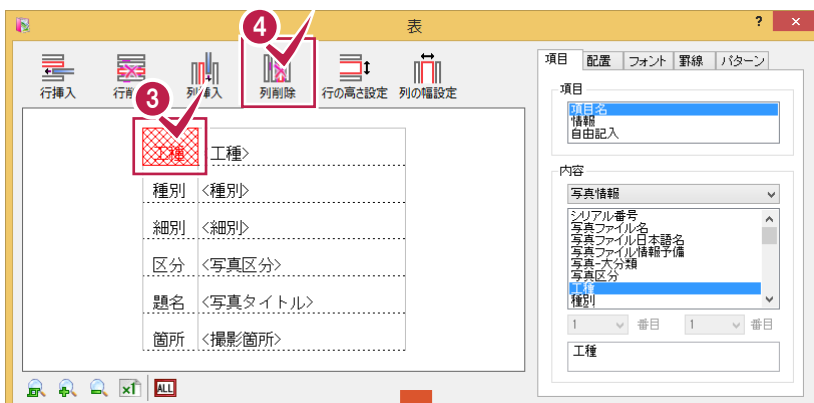 4
表
? ×
行挿入
列挿入
列削除
行の高さ設定
列の幅設定
3
工種
工種>
種別 <種別>
細別 <細別>
区分 <写真区分>
題名 <写真タイトル>
箇所 <撮影箇所>
×1
ALL
項目 配置 フォント 罫線 パターン
項目
項目名
情報
自由記入
内容
写真情報
シリアル番号
写真ファイル名
写真ファイル日本語名
写真ファイル情報予備
写真-大分類
写真区分
工種
種別
1 番目 1 番目
工種